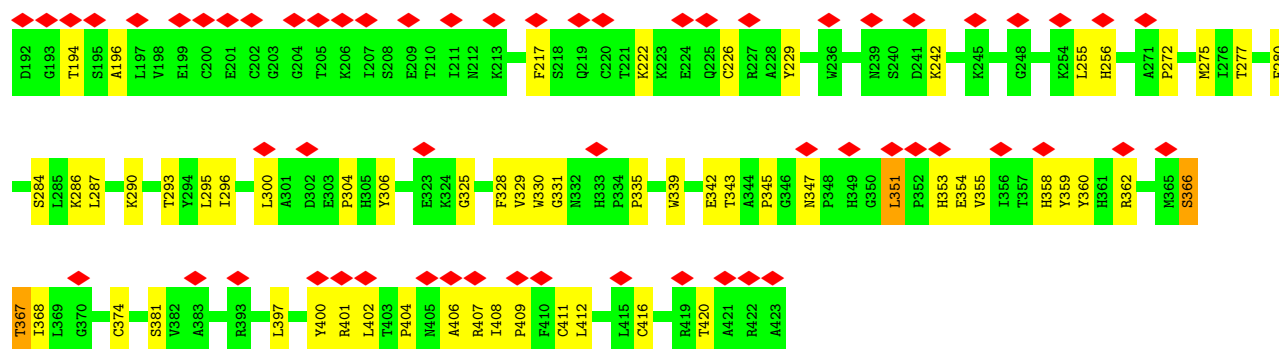 D192 G193 T194 S195 A196 L197 V198 E199 C200 E201 C202 G203 G204 T205 K206 I207 S208 E209 T210 I211 N212 K213 F217 S218 Q219 C220 T221 K222 K223 E224 Q225 C226 R227 A228 Y229 W236 N239 S240 D241 K242 K245 G248 K254 L255 H256 A271 P272 M275 I276 T277
S284 L285 K286 L287 K290 T293 Y294 L295 I296 L300 A301 D302 E303 P304 H305 Y306 E323 K324 G325 F328 V329 W330 G331 N332 H333 P334 P335 W339 E342 T343 A344 P345 G346 N347 P348 H349 G350 L351 P352 H353 E354 V355 I356 T357 H358 Y359 Y360 H361 R362 M365 S366
T367 I368 L369 G370 C374 S381 V382 A383 R393 L397 Y400 R401 L402 T403 P404 N405 A406 R407 I408 P409 F410 C411 L412 L415 C416 R419 T420 A421 R422 A423